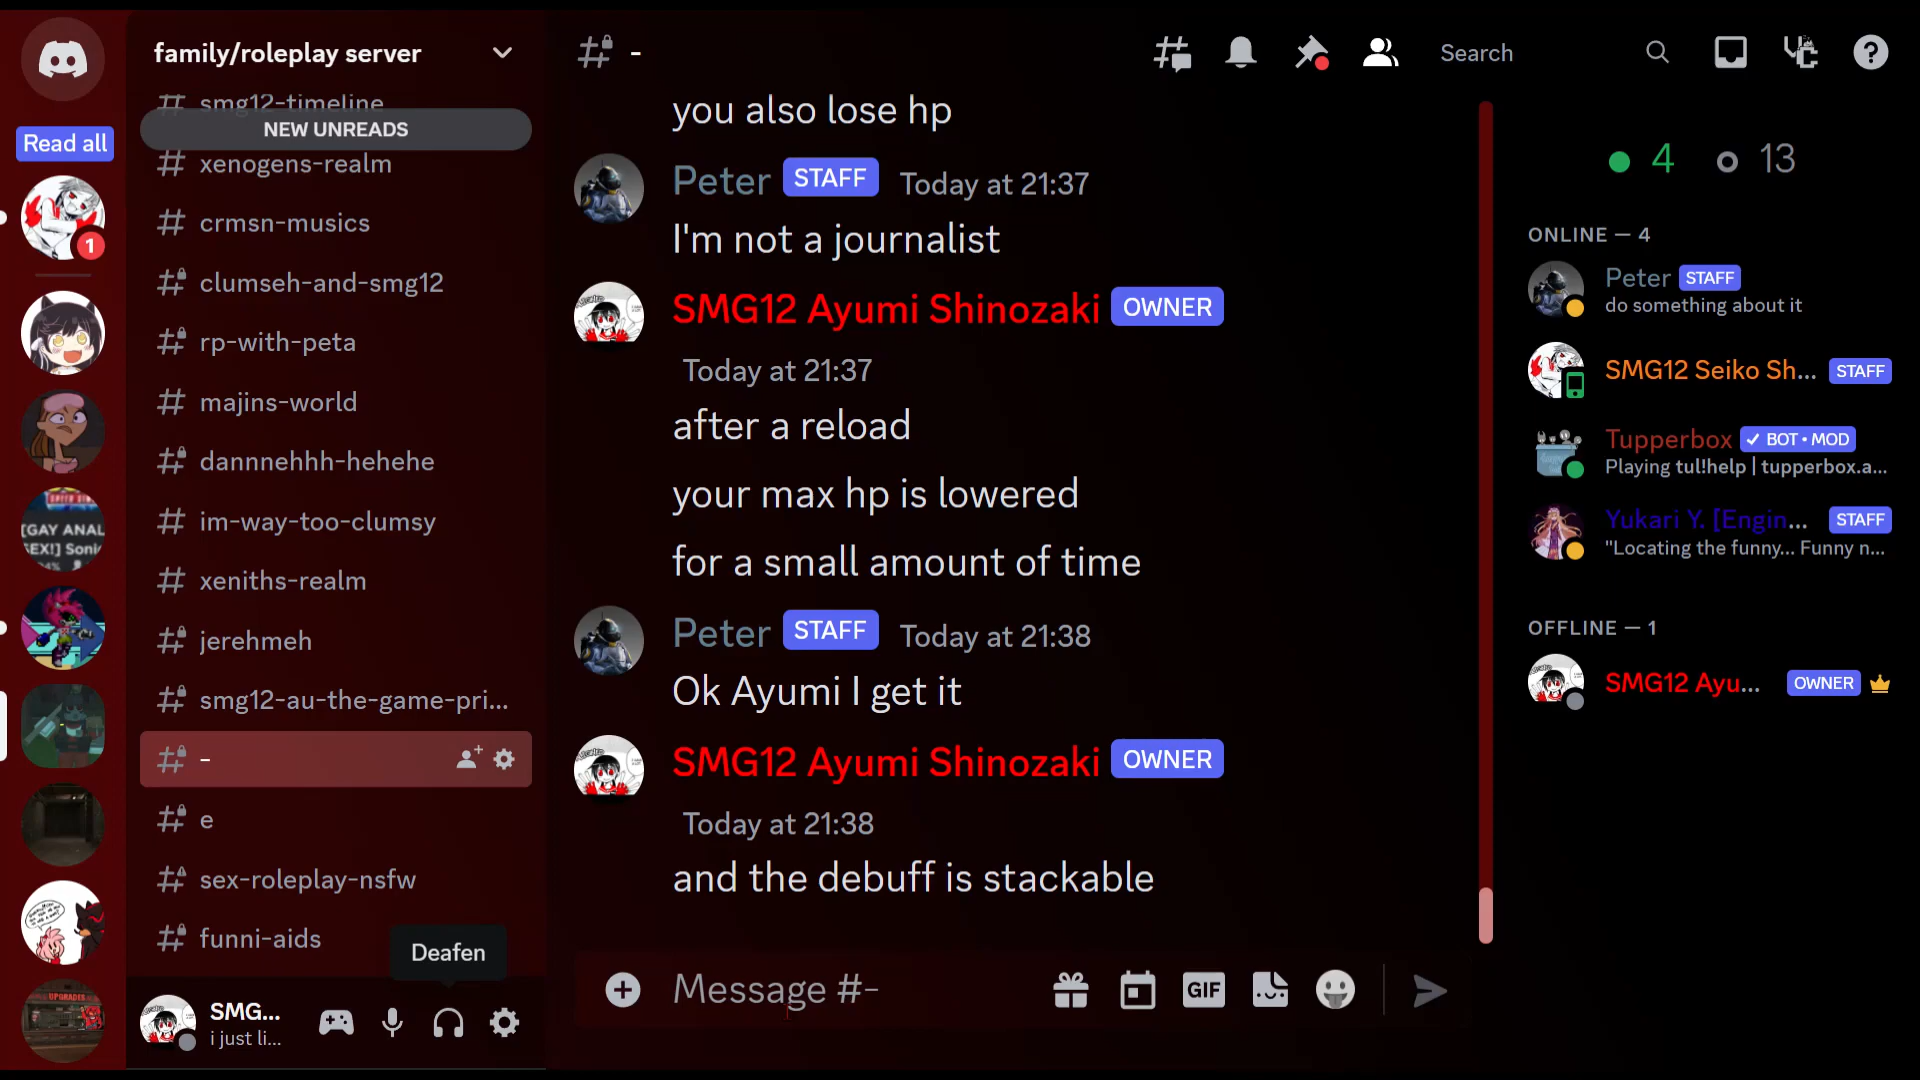 family/roleplay server
smg12-timeline
NEW UNREADS
xenogens-realm
crmsn-musics
clumseh-and-smg12
rp-with-peta
majins-world
dannnehhh-hehehe
im-way-too-clumsy
xeniths-realm
jerehmeh
smg12-au-the-game-pri...
-
e
sex-roleplay-nsfw
funni-aids
Deafen
SMG...
i just li...
Read all
1
[GAY ANAL
SEX!] Soni
UPGRADES
-
Search
you also lose hp
Peter STAFF Today at 21:37
I'm not a journalist
SMG12 Ayumi Shinozaki OWNER
Today at 21:37
after a reload
your max hp is lowered
for a small amount of time
Peter STAFF Today at 21:38
Ok Ayumi I get it
SMG12 Ayumi Shinozaki OWNER
Today at 21:38
and the debuff is stackable
Message #-
GIF
4 13
ONLINE — 4
Peter STAFF
do something about it
SMG12 Seiko Sh... STAFF
Tupperbox ✓ BOT • MOD
Playing tul!help | tupperbox.a...
Yukari Y. [Engin... STAFF
"Locating the funny... Funny n...
OFFLINE — 1
SMG12 Ayu... OWNER